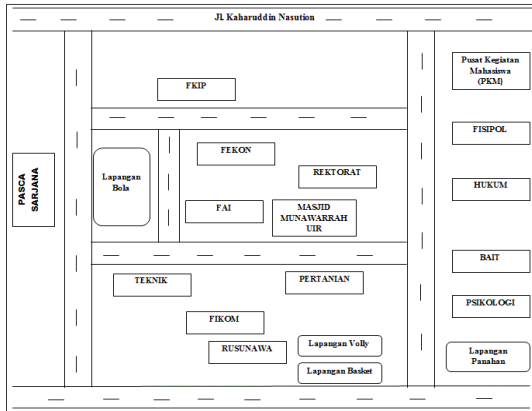 Jl. Kaharuddin Nasution
Pusat Kegiatan
Mahasiswa
(PKM)
FKIP
FISIPOL
FEKON
PASCA
SARJANA
Lapangan
Bola
REKTORAT
HUKUM
FAI
MASJID
MUNAWARRAH
UIR
BAIT
TEKNIK
PERTANIAN
PSIKOLOGI
FIKOM
RUSUNAWA
Lapangan Volly
Lapangan
Panahan
Lapangan Basket